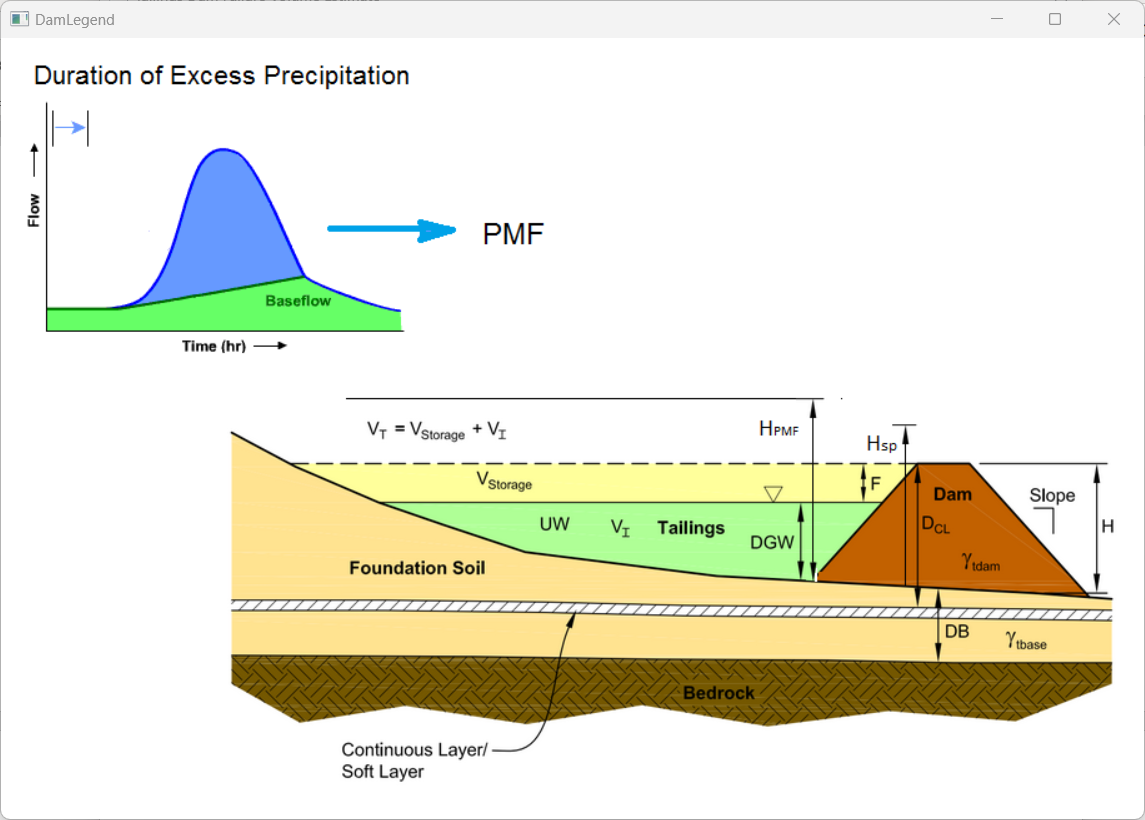 DamLegend
Duration of Excess Precipitation
Flow
PMF
Baseflow
Time (hr)
V_T = V_Storage + V_I
H_PMF
H_sp
V_Storage
F
Dam
Slope
UW
V_I
Tailings
DGW
D_CL
H
γ_tdam
Foundation Soil
DB
γ_tbase
Bedrock
Continuous Layer/
Soft Layer